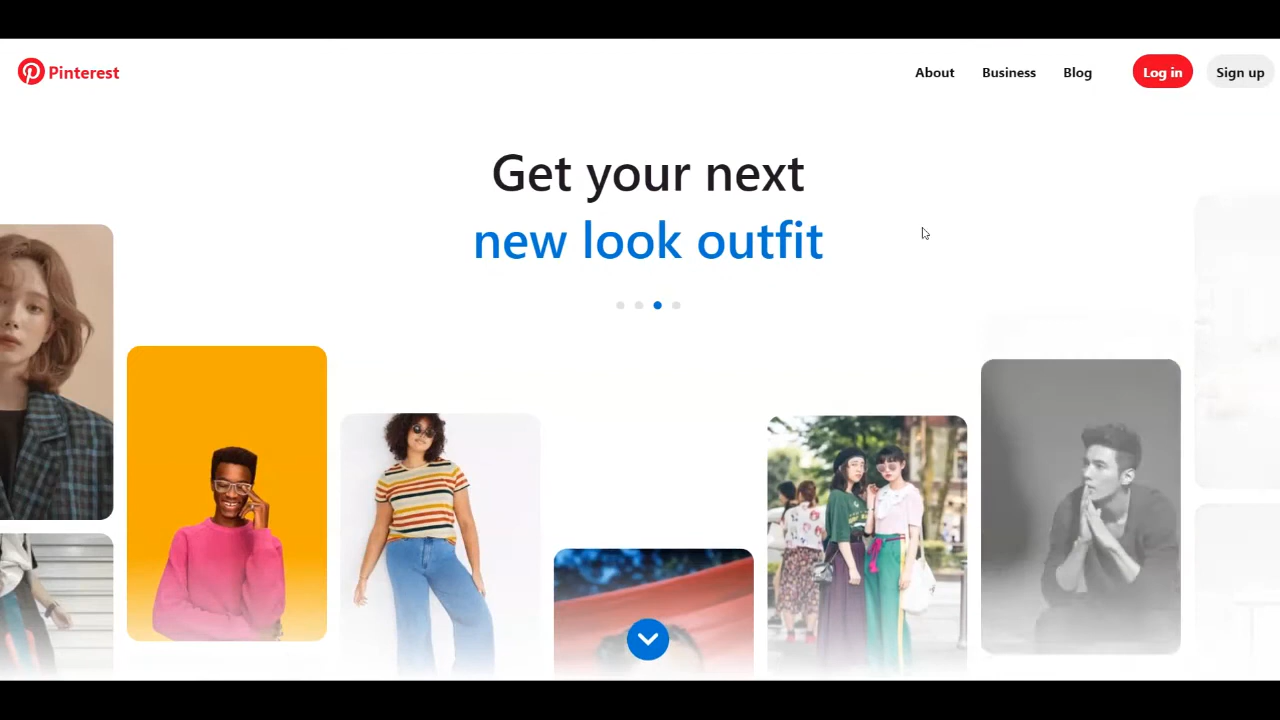 Pinterest
About
Business
Blog
Log in
Sign up
Get your next
new look outfit